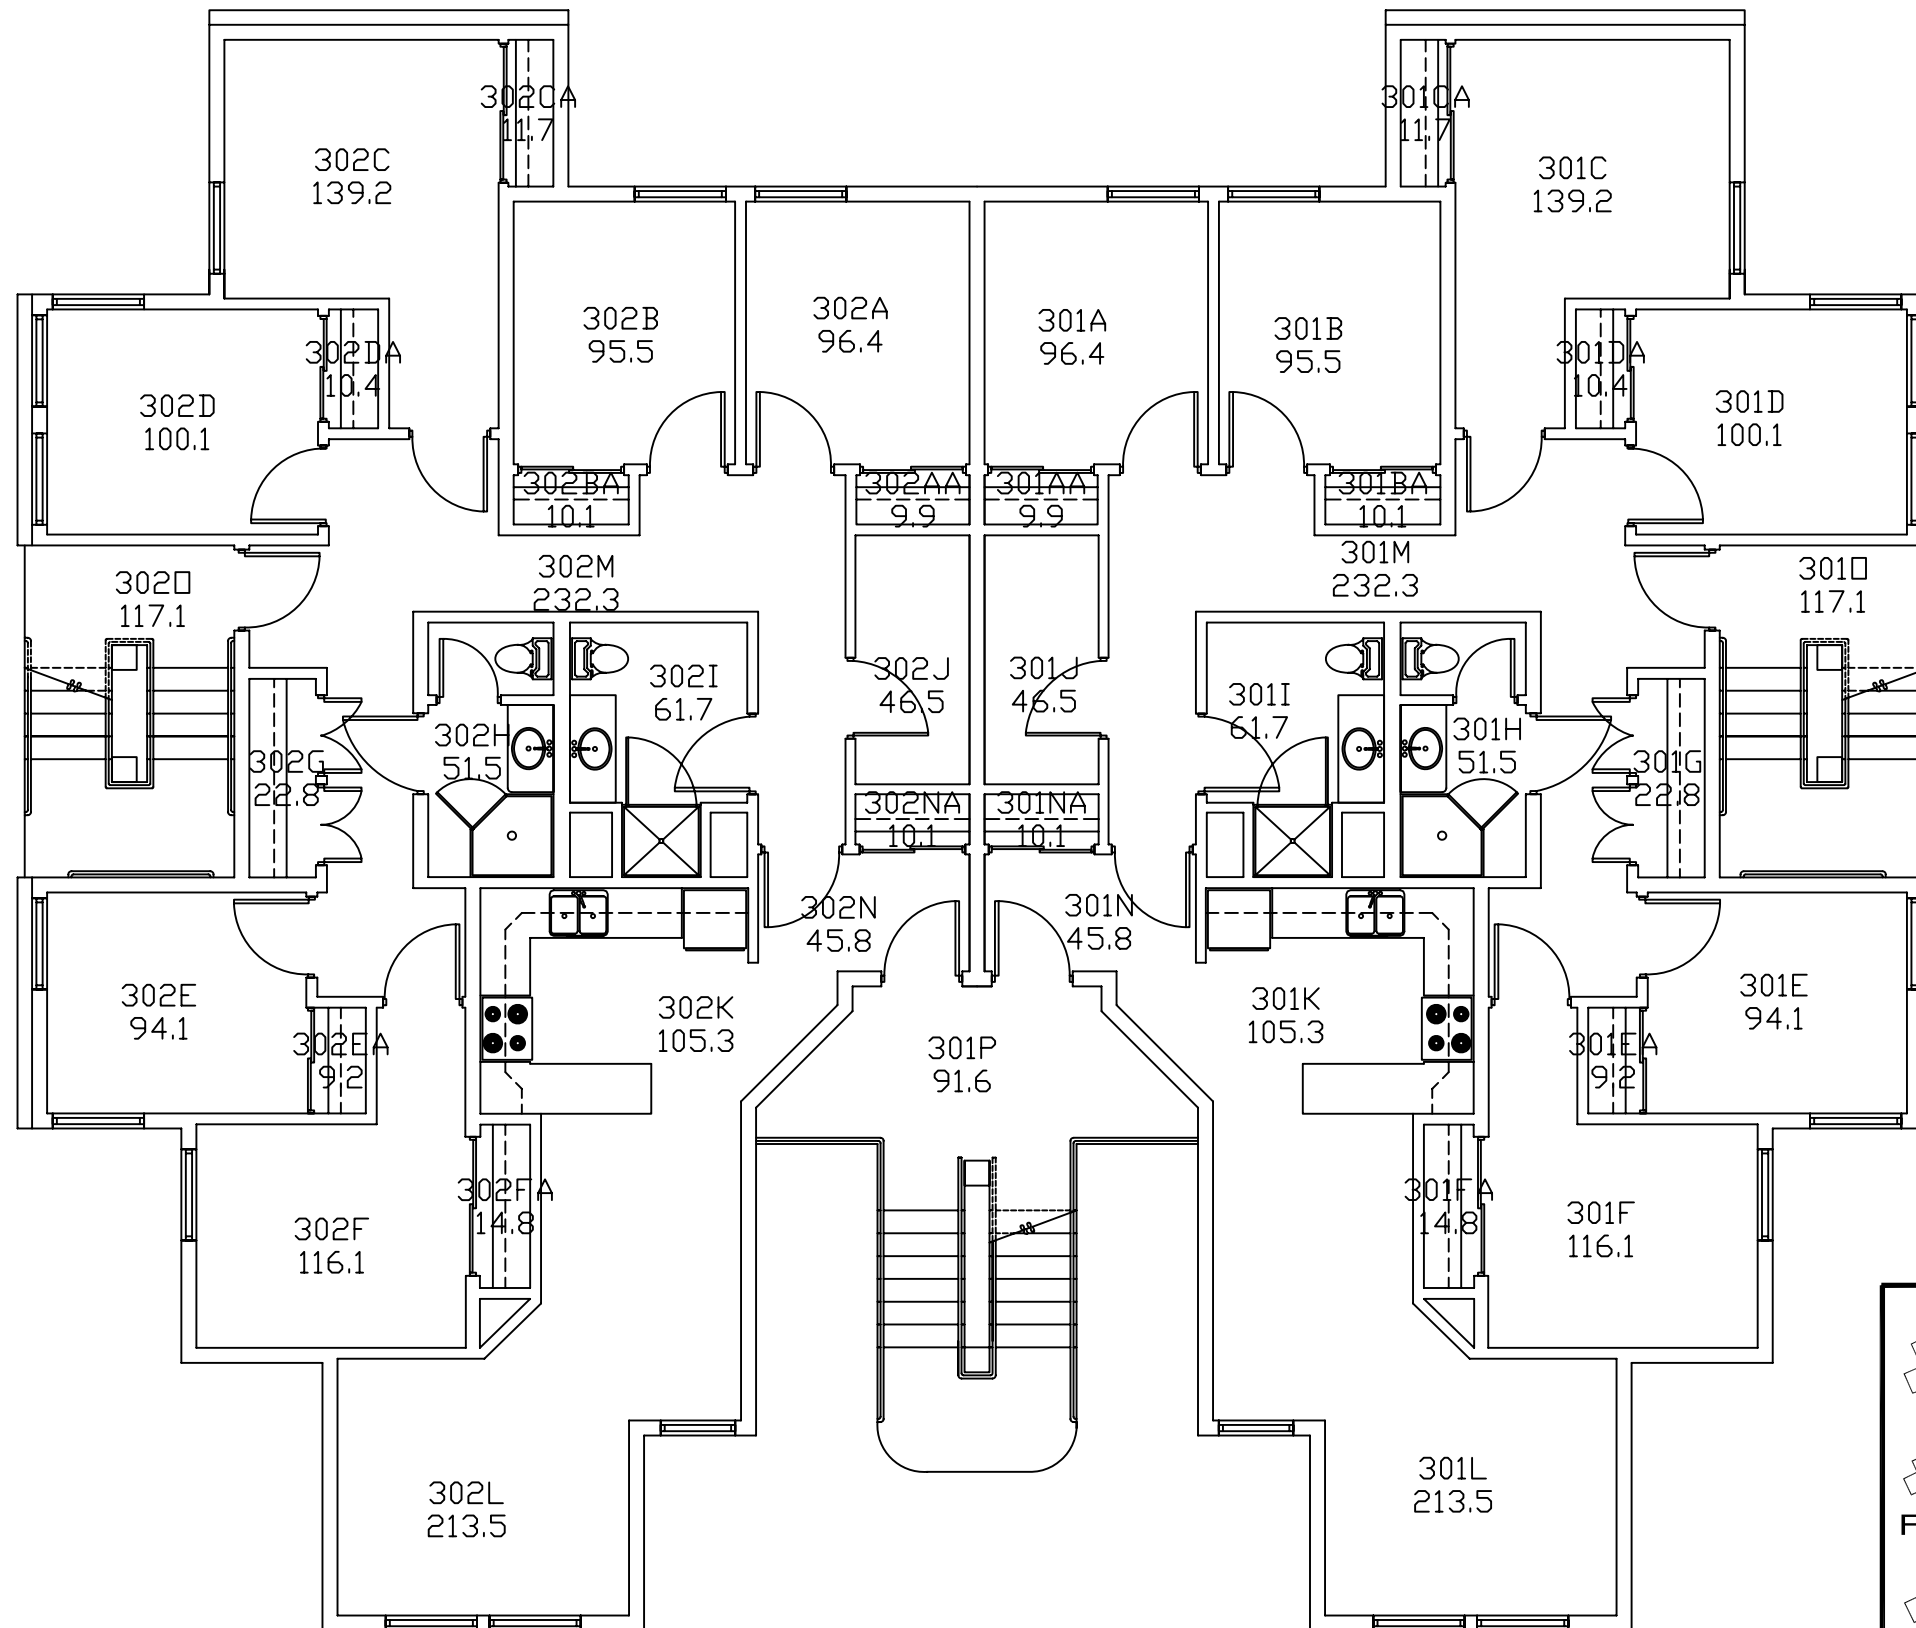 302CA
11.7
301CA
11.7
302C
139.2
301C
139.2
302B
95.5
302A
96.4
301A
96.4
301B
95.5
302DA
10.4
301DA
10.4
302D
100.1
301D
100.1
302BA
10.1
302AA
9.9
301AA
9.9
301BA
10.1
302M
232.3
301M
232.3
302O
117.1
301O
117.1
302I
61.7
302J
46.5
301J
46.5
301I
61.7
302H
51.5
301H
51.5
302G
22.8
301G
22.8
302NA
10.1
301NA
10.1
302N
45.8
301N
45.8
302E
94.1
302K
105.3
301K
105.3
301E
94.1
302EA
9.2
301P
91.6
301EA
9.2
302FA
14.8
301FA
14.8
302F
116.1
301F
116.1
302L
213.5
301L
213.5